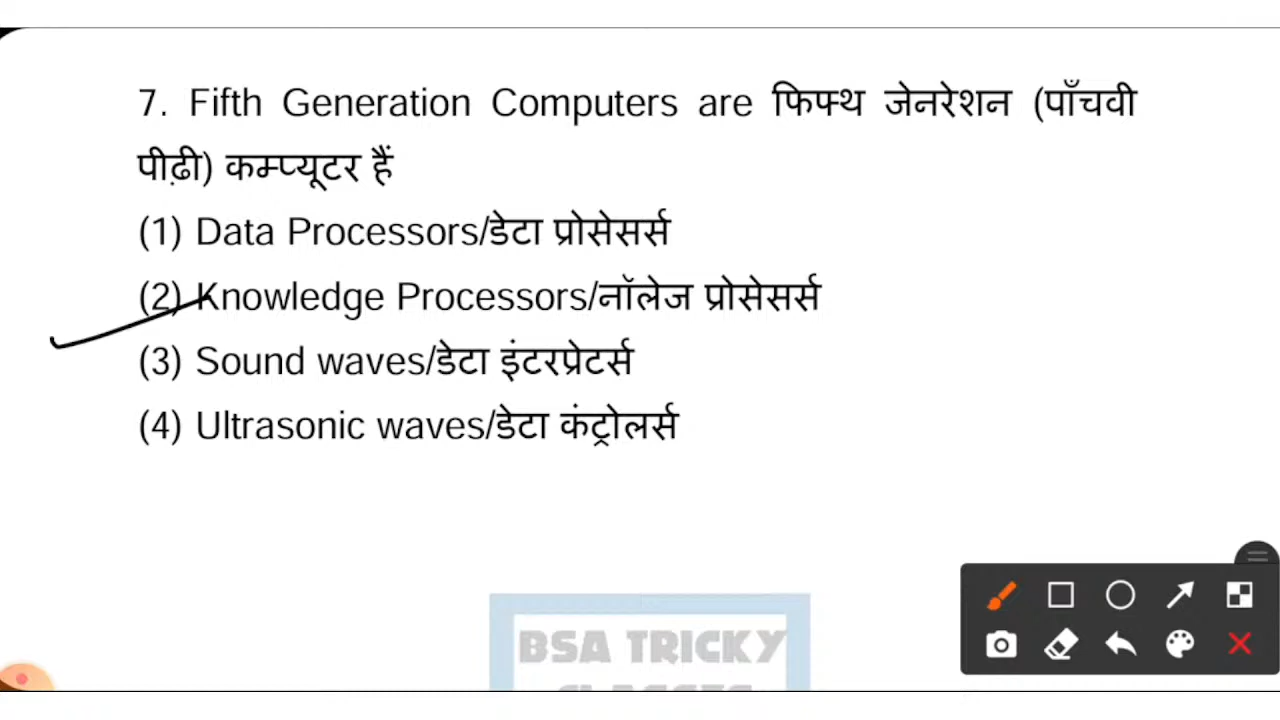 7. Fifth Generation Computers are फिफ्थ जेनरेशन (पाँचवी
पीढ़ी) कम्प्यूटर हैं
(1) Data Processors/डेटा प्रोसेसर्स
(2) Knowledge Processors/नॉलेज प्रोसेसर्स
(3) Sound waves/डेटा इंटरप्रेटर्स
(4) Ultrasonic waves/डेटा कंट्रोलर्स
BSA TRICKY
CLASSES